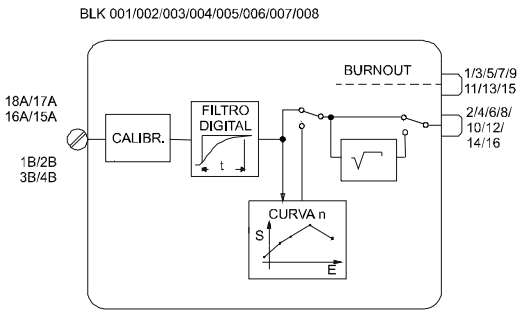 BLK 001/002/003/004/005/006/007/008
BURNOUT
1/3/5/7/9
11/13/15
18A/17A
16A/15A
FILTRO
DIGITAL
2/4/6/8/
10/12/
14/16
CALIBR.
t
1B/2B
3B/4B
CURVA n
S
E